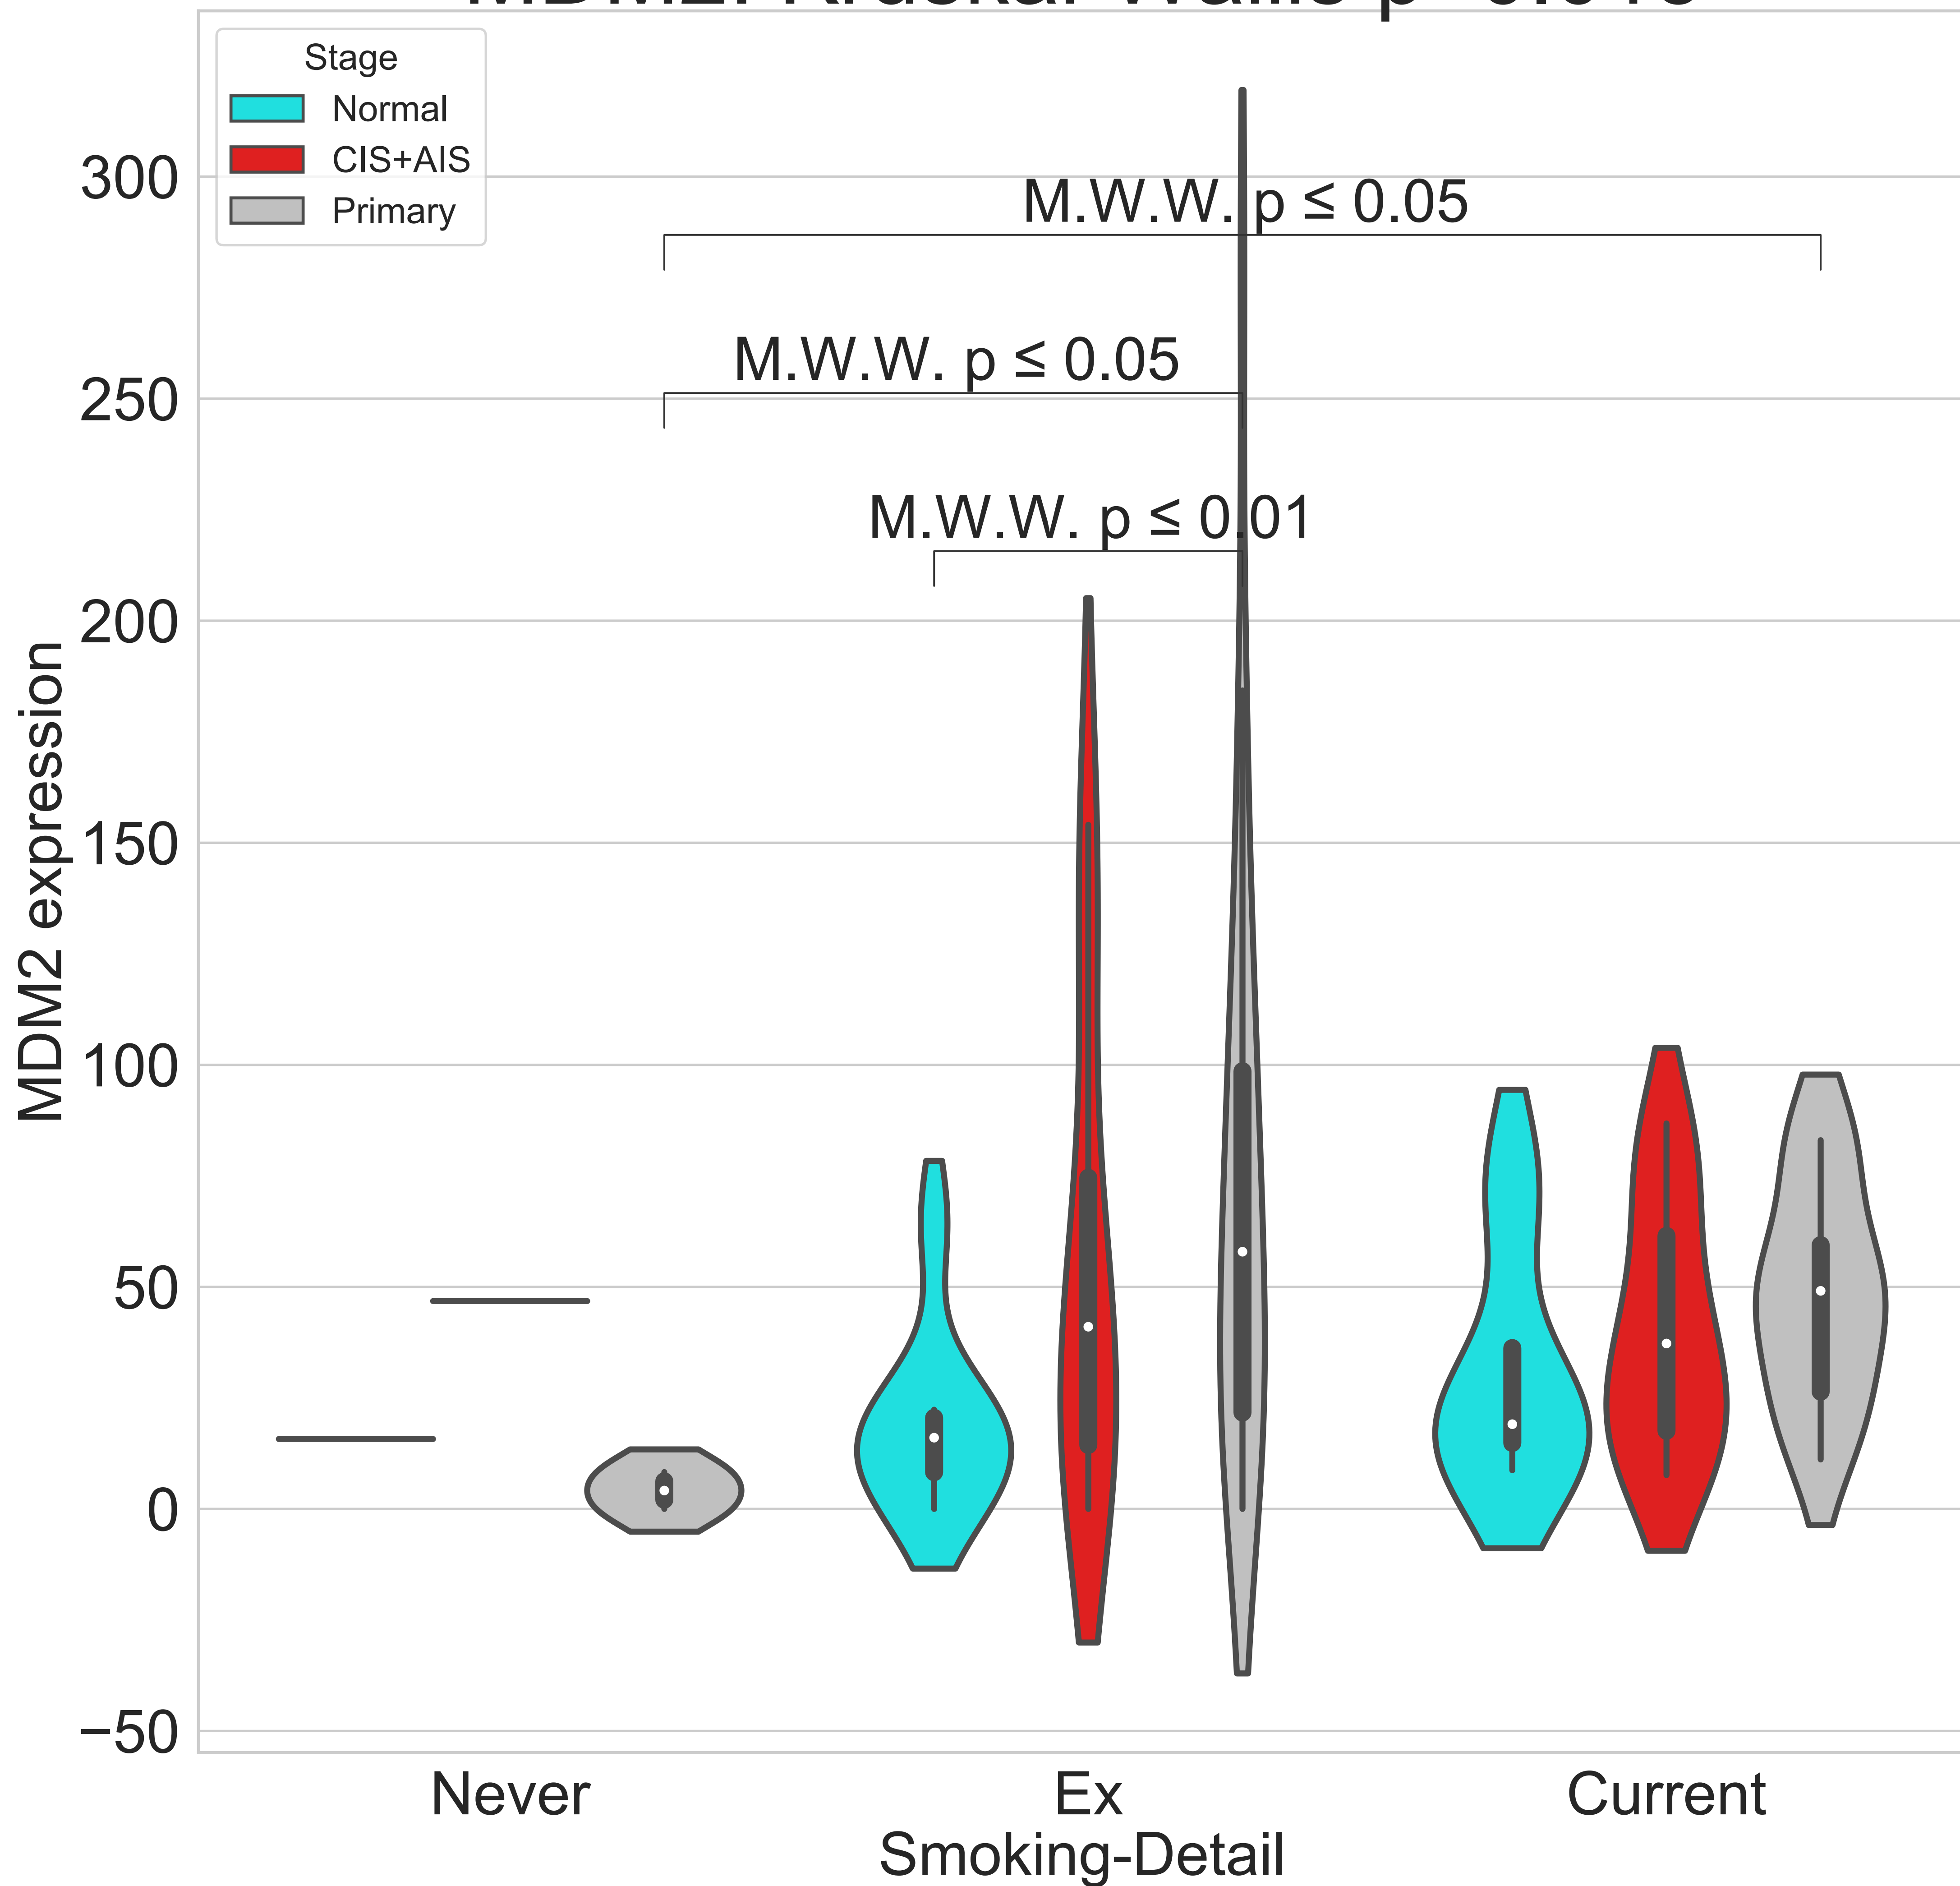 Stage
Normal
CIS+AIS
Primary
M.W.W. p ≤ 0.05
M.W.W. p ≤ 0.05
M.W.W. p ≤ 0.01
MDM2 expression
300
250
200
150
100
50
0
−50
Never
Ex
Current
Smoking-Detail